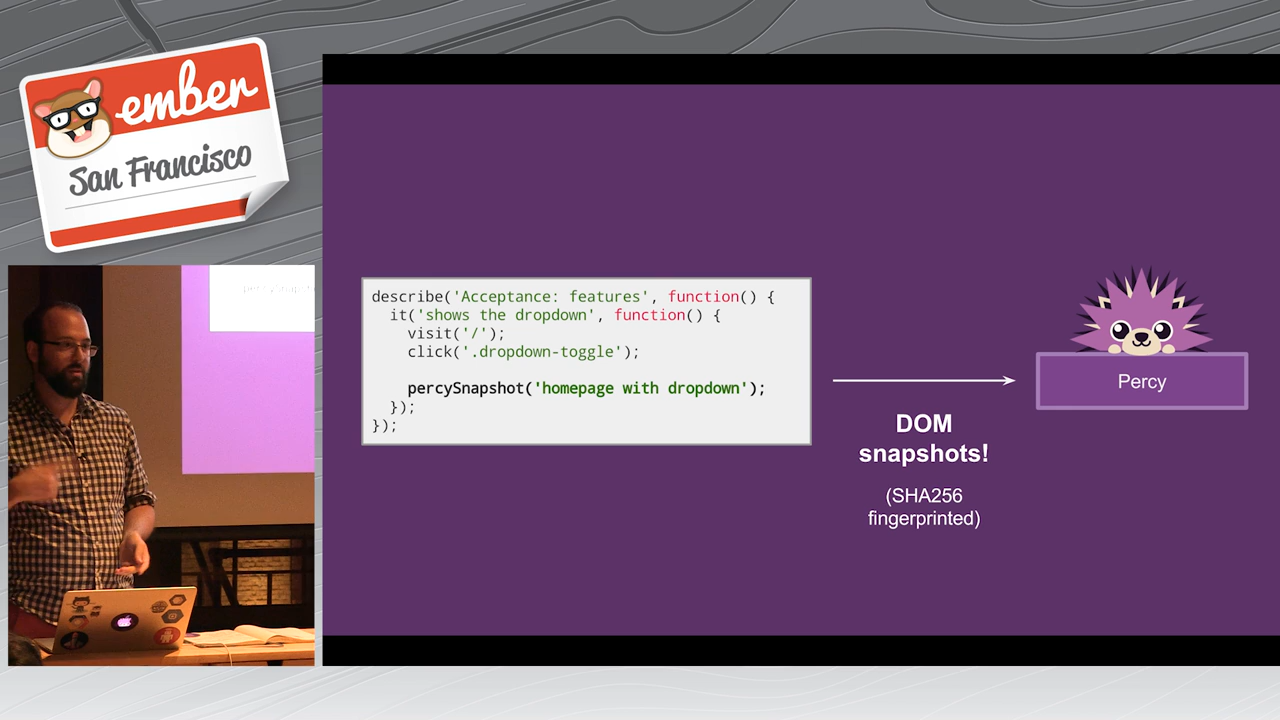 ember
San Francisco
describe('Acceptance: features', function() {
it('shows the dropdown', function() {
visit('/');
click('.dropdown-toggle');
percySnapshot('homepage with dropdown');
});
});
DOM
snapshots!
(SHA256
fingerprinted)
Percy